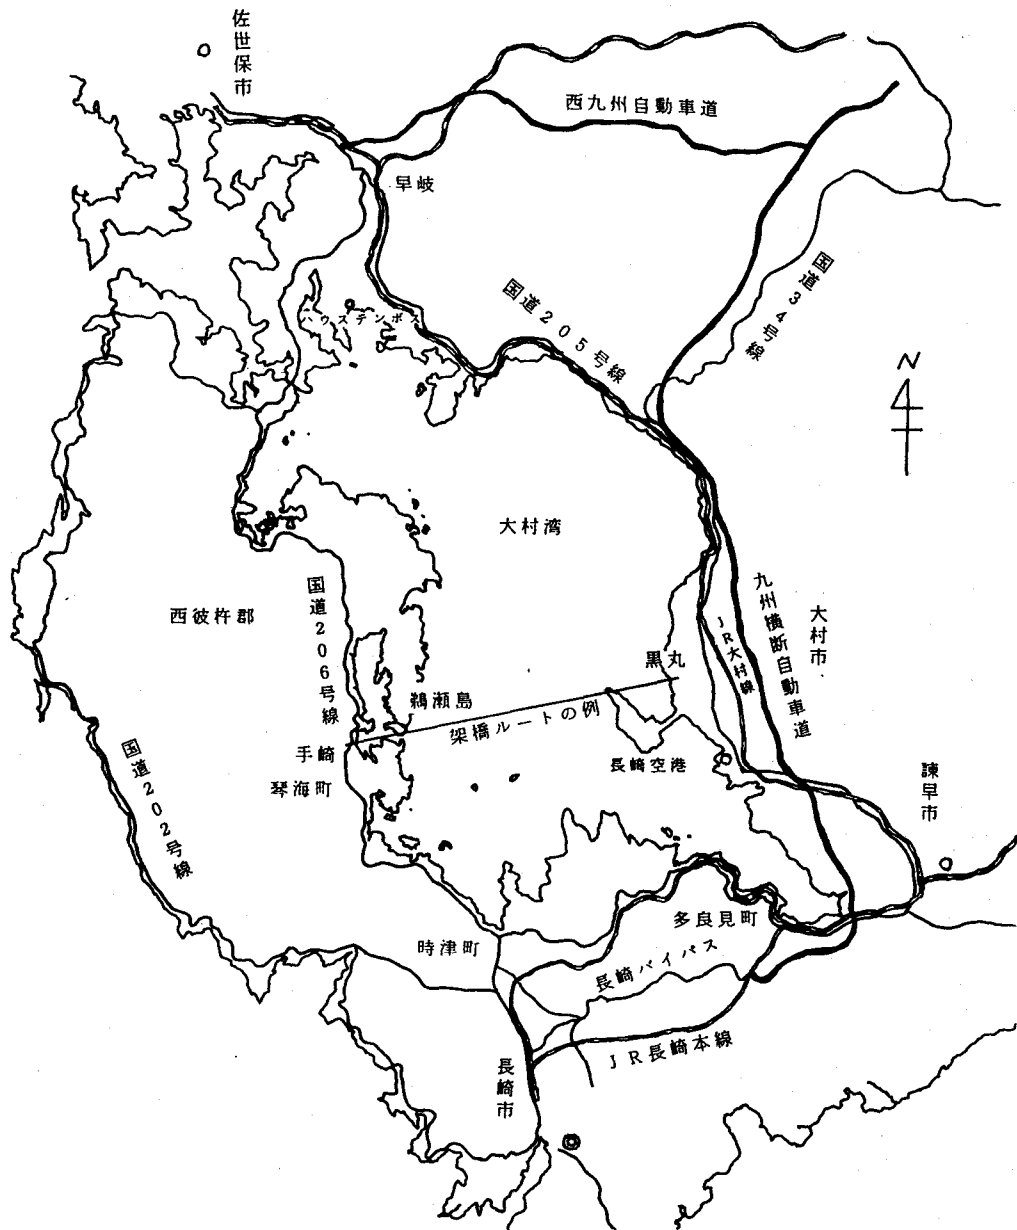 佐世保市
西九州自動車道
早岐
国道34号線
国道205号線
ハウステンボス
N
大村湾
国道206号線
九州横断自動車道
大村市
西彼杵郡
JR大村線
黒丸
鵜瀬島
架橋ルートの例
手崎
長崎空港
琴海町
国道202号線
諫早市
多良見町
時津町
長崎バイパス
JR長崎本線
長崎市